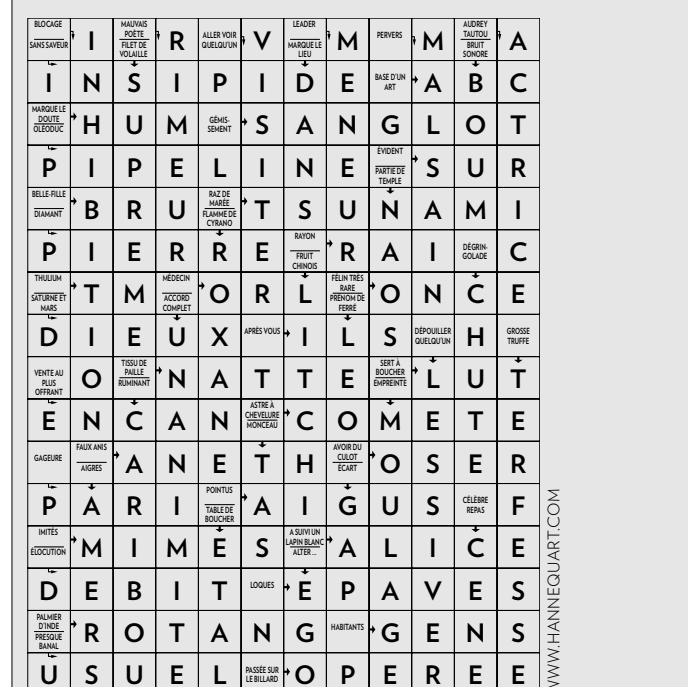 BLOCAGE SANS SAVEUR I MAUVAIS POÈTE FILET DE VOLAILLE R ALLER VOIR QUELQU'UN V LEADER MARQUE LE LIEU M PERVERS M AUDREY TAUTOU BRUIT SONORE A
I N S I P I D E BASE D'UN ART A B C
MARQUE LE DOUTE OLÉODUC H U M GÉMIS-SEMENT S A N G L O T
P I P E L I N E ÉVIDENT PARTIE DE TEMPLE S U R
BELLE-FILLE DIAMANT B R U RAZ DE MARÉE FLAMME DE CYRANO T S U N A M I
P I E R R E RAYON FRUIT CHINOIS R A I DÉGRIN-GOLADE C
THULIUM SATURNE ET MARS T M MÉDECIN ACCORD COMPLET O R L FÉLIN TRÈS RARE PRÉNOM DE FERRÉ O N C E
D I E U X APRÈS VOUS I L S DÉPOUILLER QUELQU'UN H GROSSE TRUFFE
VENTE AU PLUS OFFRANT O TISSU DE PAILLE RUMINANT N A T T E SERT À BOUCHER EMPREINTE L U T
E N C A N ASTRE À CHEVELURE MONCEAU C O M E T E
GAGEURE FAUX ANIS AIGRES A N E T H AVOIR DU CULOT ÉCART O S E R
P A R I POINTUS TABLE DE BOUCHER A I G U S CÉLÈBRE REPAS F
IMITÉS ÉLOCUTION M I M E S A SUIVI UN LAPIN BLANC ALTER ... A L I C E
D E B I T LOQUES E P A V E S
PALMIER D'INDE PRESQUE BANAL R O T A N G HABITANTS G E N S
U S U E L PASSÉE SUR LE BILLARD O P E R E E
WWW.HANNEQUART.COM